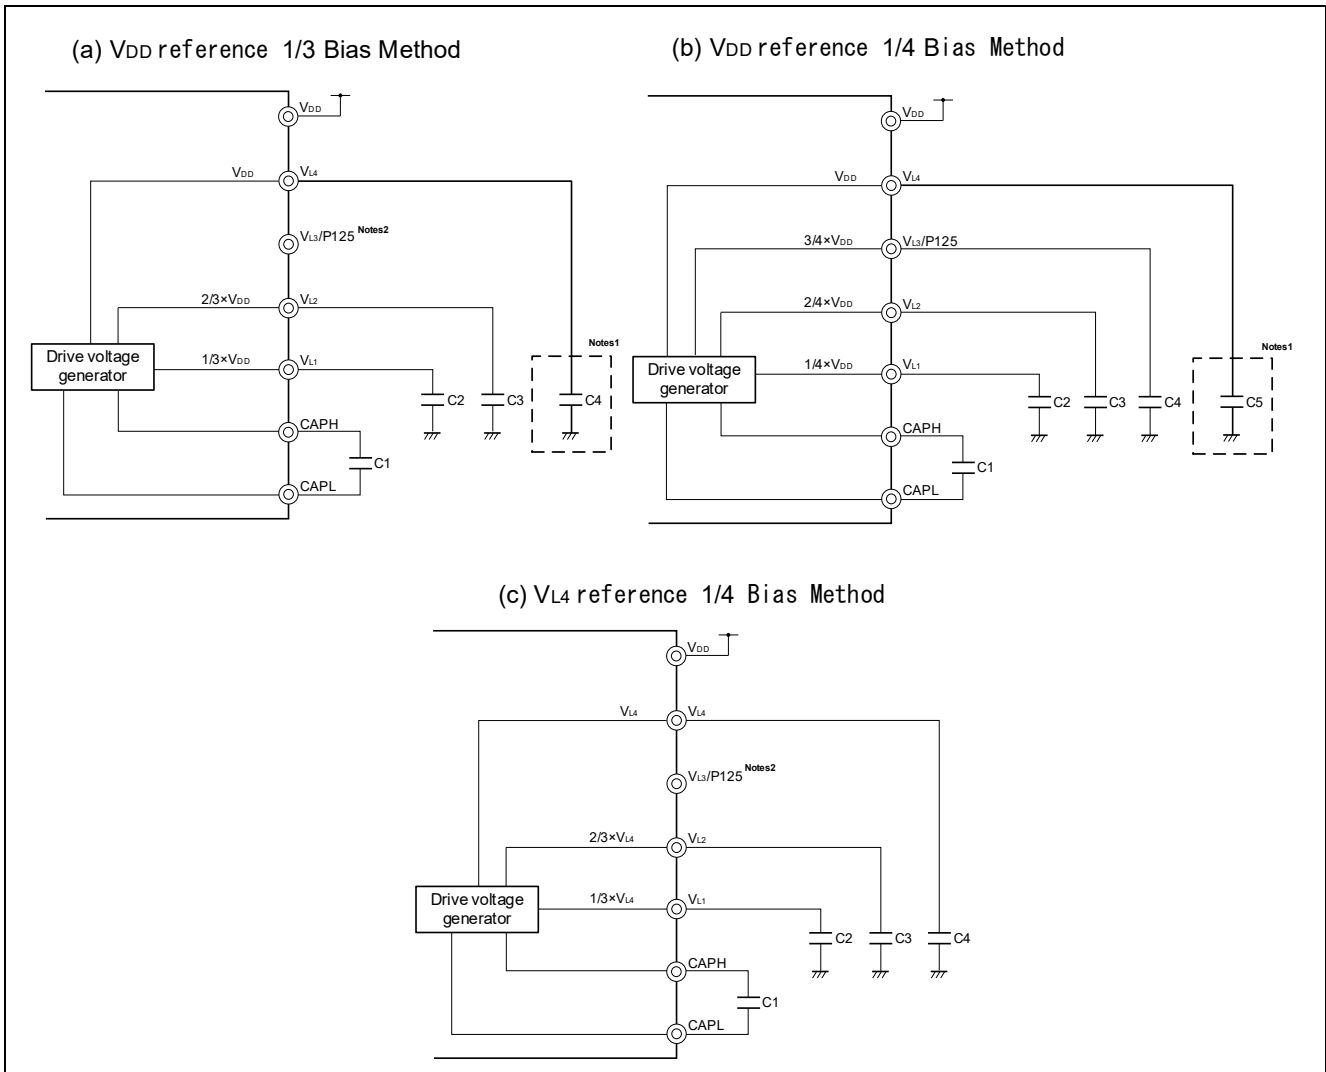 (a) VDD reference 1/3 Bias Method
VDD
VDD
VL4
VL3/P125 Notes2
2/3×VDD
VL2
Drive voltage
generator
1/3×VDD
VL1
Notes1
C2
C3
C4
CAPH
C1
CAPL
(b) VDD reference 1/4 Bias Method
VDD
VDD
VL4
3/4×VDD
VL3/P125
2/4×VDD
VL2
Drive voltage
generator
1/4×VDD
VL1
Notes1
C2
C3
C4
C5
CAPH
C1
CAPL
(c) VL4 reference 1/4 Bias Method
VDD
VL4
VL4
VL3/P125 Notes2
2/3×VL4
VL2
Drive voltage
generator
1/3×VL4
VL1
C2
C3
C4
CAPH
C1
CAPL